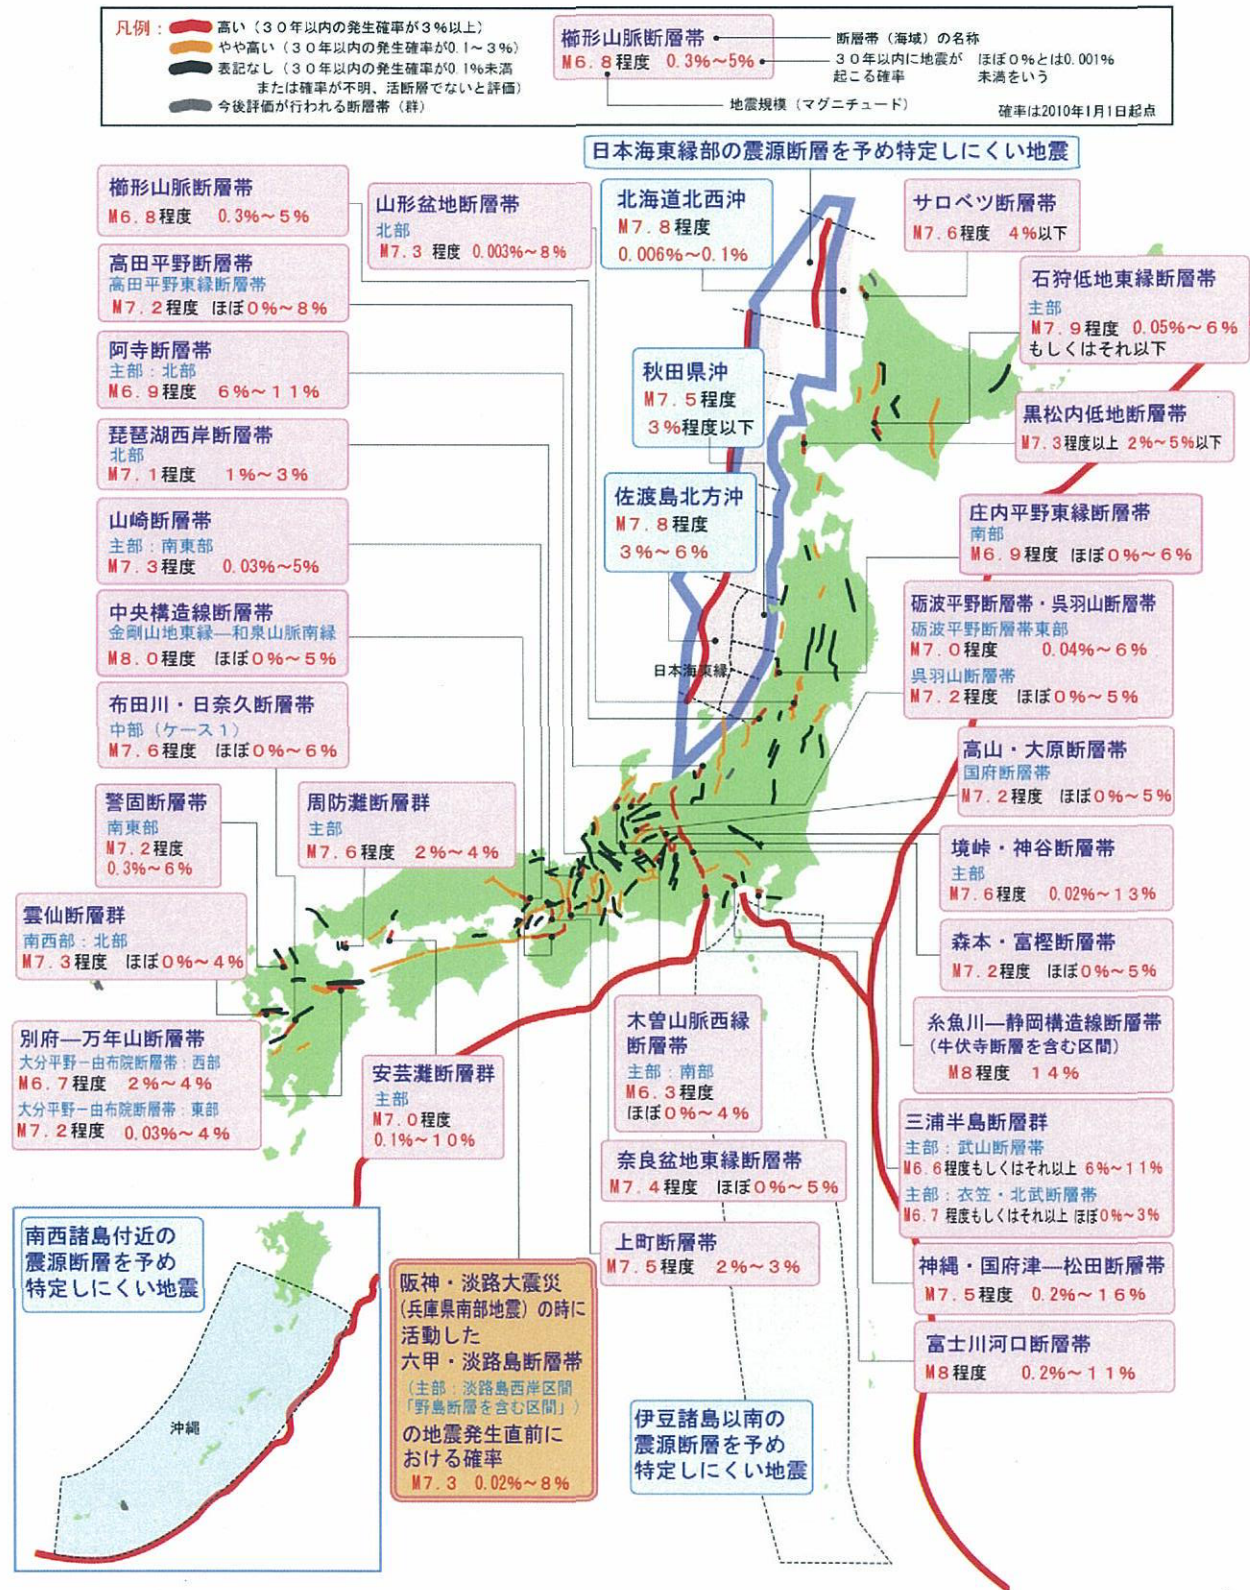 凡例：
高い（３０年以内の発生確率が３％以上）
やや高い（３０年以内の発生確率が0.1～３％）
表記なし（３０年以内の発生確率が0.1％未満
または確率が不明、活断層でないと評価）
今後評価が行われる断層帯（群）
櫛形山脈断層帯
M6.8程度 0.3%～5%
断層帯（海域）の名称
３０年以内に地震が
起こる確率
ほぼ０％とは0.001％
未満をいう
地震規模（マグニチュード）
確率は2010年1月1日起点
日本海東縁部の震源断層を予め特定しにくい地震
櫛形山脈断層帯
M6.8程度 0.3%～5%
山形盆地断層帯
北部
M7.3 程度 0.003%～8%
北海道北西沖
M7.8程度
0.006%～0.1%
サロベツ断層帯
M7.6程度 4%以下
高田平野断層帯
高田平野東縁断層帯
M7.2程度 ほぼ0%～8%
石狩低地東縁断層帯
主部
M7.9程度 0.05%～6%
もしくはそれ以下
阿寺断層帯
主部：北部
M6.9程度 6%～11%
秋田県沖
M7.5程度
3%程度以下
黒松内低地断層帯
M7.3程度以上 2%～5%以下
琵琶湖西岸断層帯
北部
M7.1程度 1%～3%
佐渡島北方沖
M7.8程度
3%～6%
山崎断層帯
主部：南東部
M7.3程度 0.03%～5%
庄内平野東縁断層帯
南部
M6.9程度 ほぼ0%～6%
中央構造線断層帯
金剛山地東縁―和泉山脈南縁
M8.0程度 ほぼ0%～5%
砺波平野断層帯・呉羽山断層帯
砺波平野断層帯東部
M7.0程度 0.04%～6%
呉羽山断層帯
M7.2程度 ほぼ0%～5%
日本海東縁
布田川・日奈久断層帯
中部（ケース１）
M7.6程度 ほぼ0%～6%
高山・大原断層帯
国府断層帯
M7.2程度 ほぼ0%～5%
警固断層帯
南東部
M7.2程度
0.3%～6%
周防灘断層群
主部
M7.6程度 2%～4%
境峠・神谷断層帯
主部
M7.6程度 0.02%～13%
雲仙断層群
南西部：北部
M7.3程度 ほぼ0%～4%
森本・富樫断層帯
M7.2程度 ほぼ0%～5%
別府―万年山断層帯
大分平野－由布院断層帯：西部
M6.7程度 2%～4%
大分平野－由布院断層帯：東部
M7.2程度 0.03%～4%
安芸灘断層群
主部
M7.0程度
0.1%～10%
木曽山脈西縁
断層帯
主部：南部
M6.3程度
ほぼ0%～4%
糸魚川―静岡構造線断層帯
（牛伏寺断層を含む区間）
M8程度 14%
三浦半島断層群
主部：武山断層帯
M6.6程度もしくはそれ以上 6%～11%
主部：衣笠・北武断層帯
M6.7 程度もしくはそれ以上 ほぼ0%～3%
奈良盆地東縁断層帯
M7.4程度 ほぼ0%～5%
上町断層帯
M7.5程度 2%～3%
神縄・国府津―松田断層帯
M7.5程度 0.2%～16%
富士川河口断層帯
M8程度 0.2%～11%
南西諸島付近の
震源断層を予め
特定しにくい地震
沖縄
阪神・淡路大震災
（兵庫県南部地震）の時に
活動した
六甲・淡路島断層帯
（主部：淡路島西岸区間
「野島断層を含む区間」）
の地震発生直前に
おける確率
M7.3 0.02%～8%
伊豆諸島以南の
震源断層を予め
特定しにくい地震